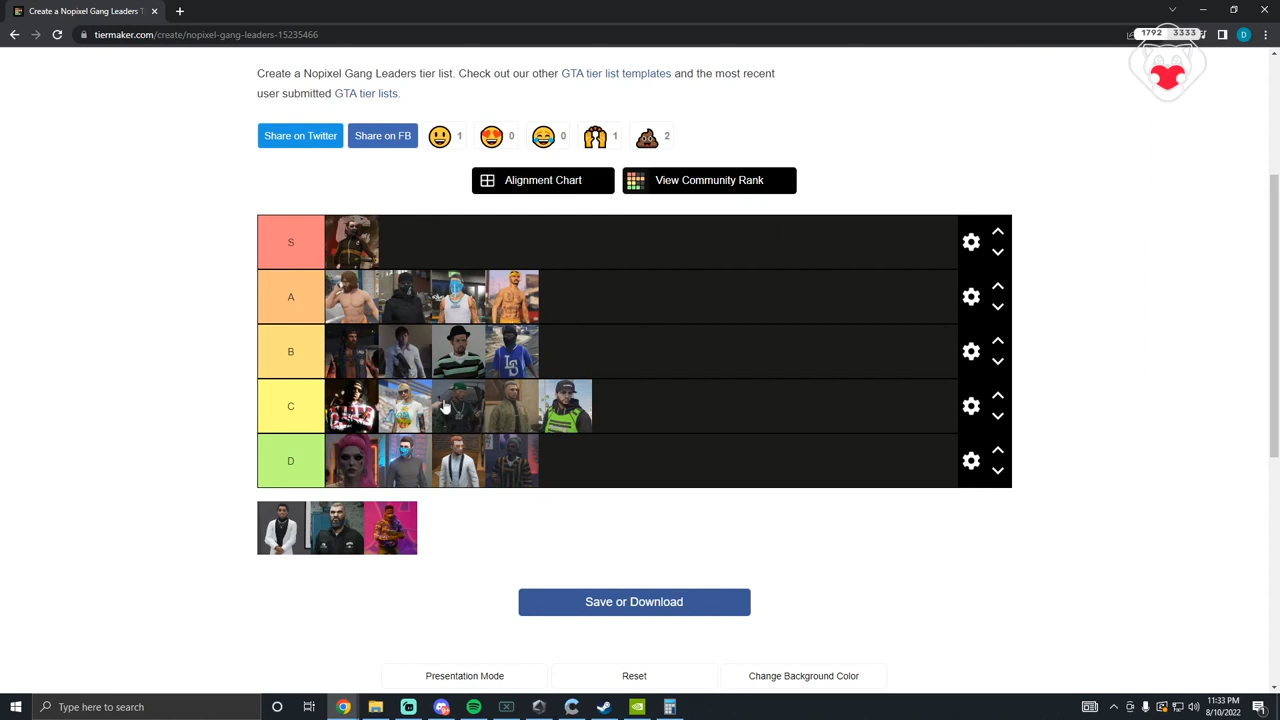 Create a Nopixel Gang Leaders T
tiermaker.com/create/nopixel-gang-leaders-15235466
D
1792 3333
Create a Nopixel Gang Leaders tier list. Check out our other GTA tier list templates and the most recent
user submitted GTA tier lists.
Share on Twitter Share on FB 1 0 0 1 2
Alignment Chart View Community Rank
S
A
B
LS
C
D
Save or Download
Presentation Mode Reset Change Background Color
Type here to search
11:33 PM
8/10/2022